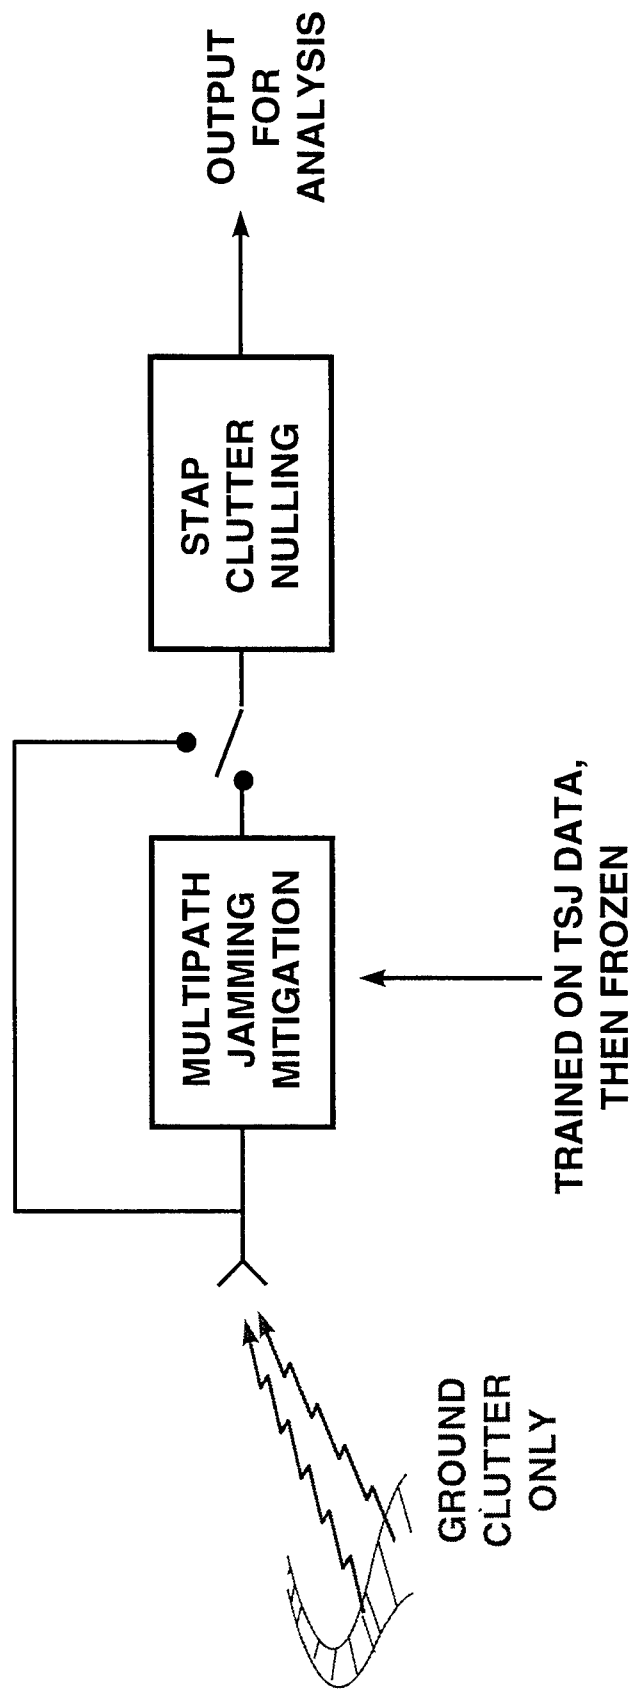 GROUND
CLUTTER
ONLY
MULTIPATH
JAMMING
MITIGATION
TRAINED ON TSJ DATA,
THEN FROZEN
STAP
CLUTTER
NULLING
OUTPUT
FOR
ANALYSIS